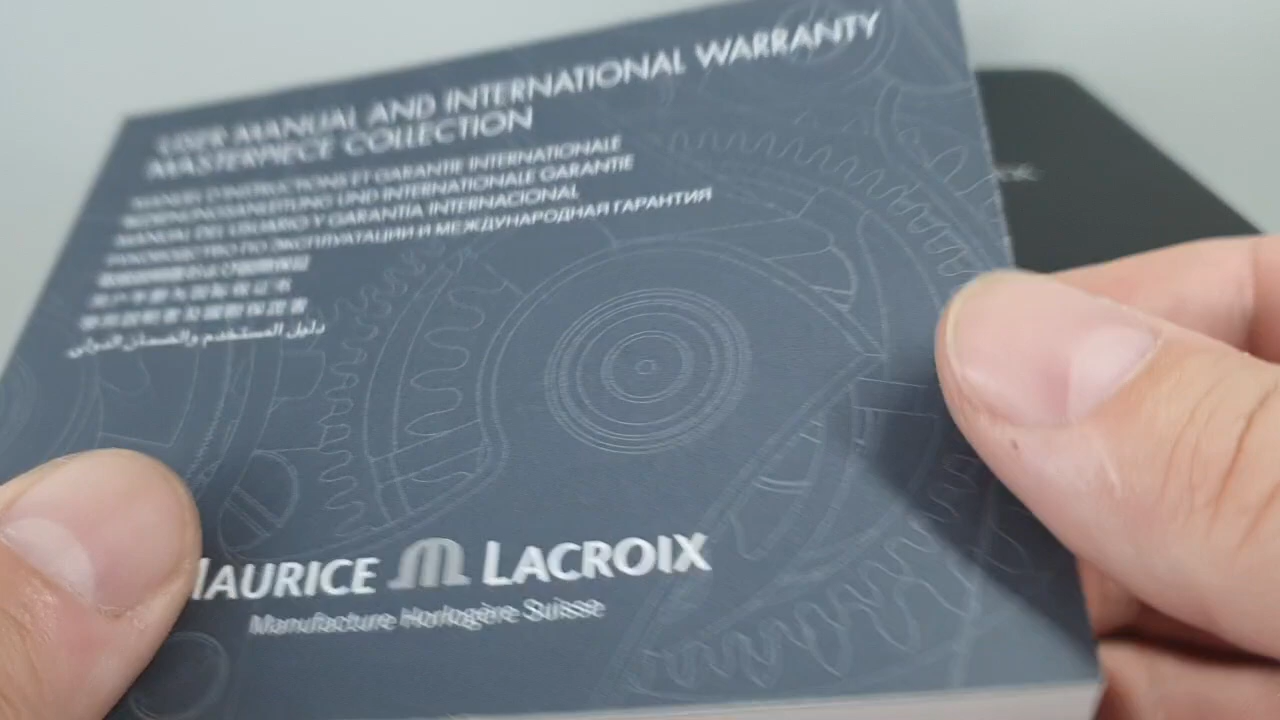 USER MANUAL AND INTERNATIONAL WARRANTY
MASTERPIECE COLLECTION
MANUEL D'INSTRUCTIONS ET GARANTIE INTERNATIONALE
BEDIENUNGSANLEITUNG UND INTERNATIONALE GARANTIE
MANUAL DEL USUARIO Y GARANTÍA INTERNACIONAL
РУКОВОДСТВО ПО ЭКСПЛУАТАЦИИ И МЕЖДУНАРОДНАЯ ГАРАНТИЯ
دليل المستخدم والضمان الدولي
AURICE LACROIX
Manufacture Horlogère Suisse